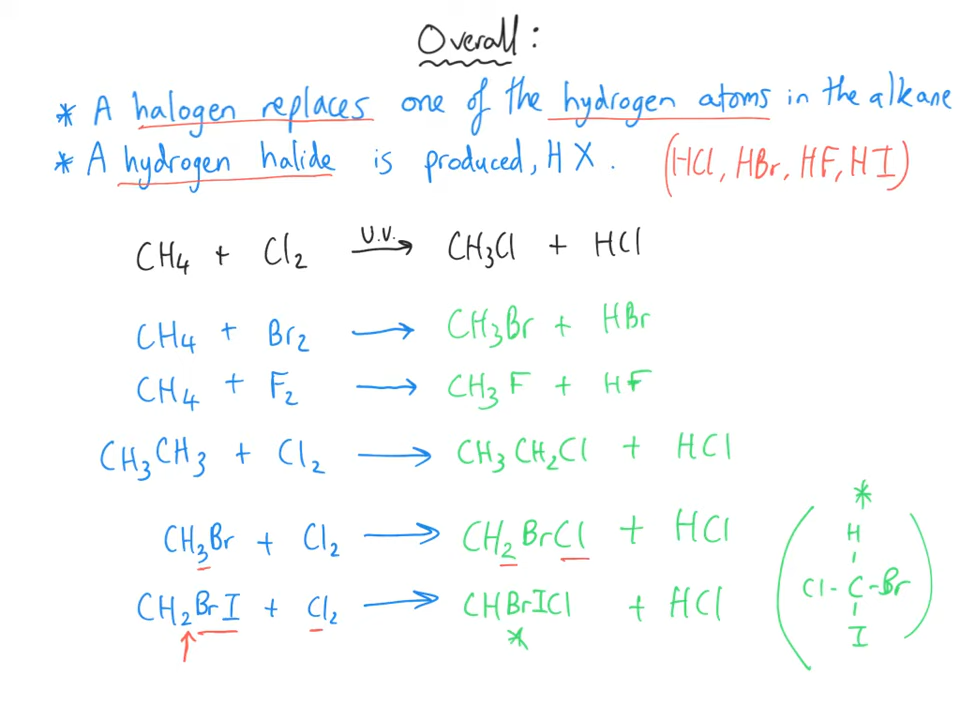 Overall:
* A halogen replaces one of the hydrogen atoms in the alkane
* A hydrogen halide is produced, HX. (HCl, HBr, HF, HI)
CH₄ + Cl₂ U.V.→ CH₃Cl + HCl
CH₄ + Br₂ → CH₃Br + HBr
CH₄ + F₂ → CH₃F + HF
CH₃CH₃ + Cl₂ → CH₃CH₂Cl + HCl
CH₃Br + Cl₂ → CH₂BrCl + HCl
CH₂BrI + Cl₂ → CHBrICl + HCl
*
*
H
Cl-C-Br
I